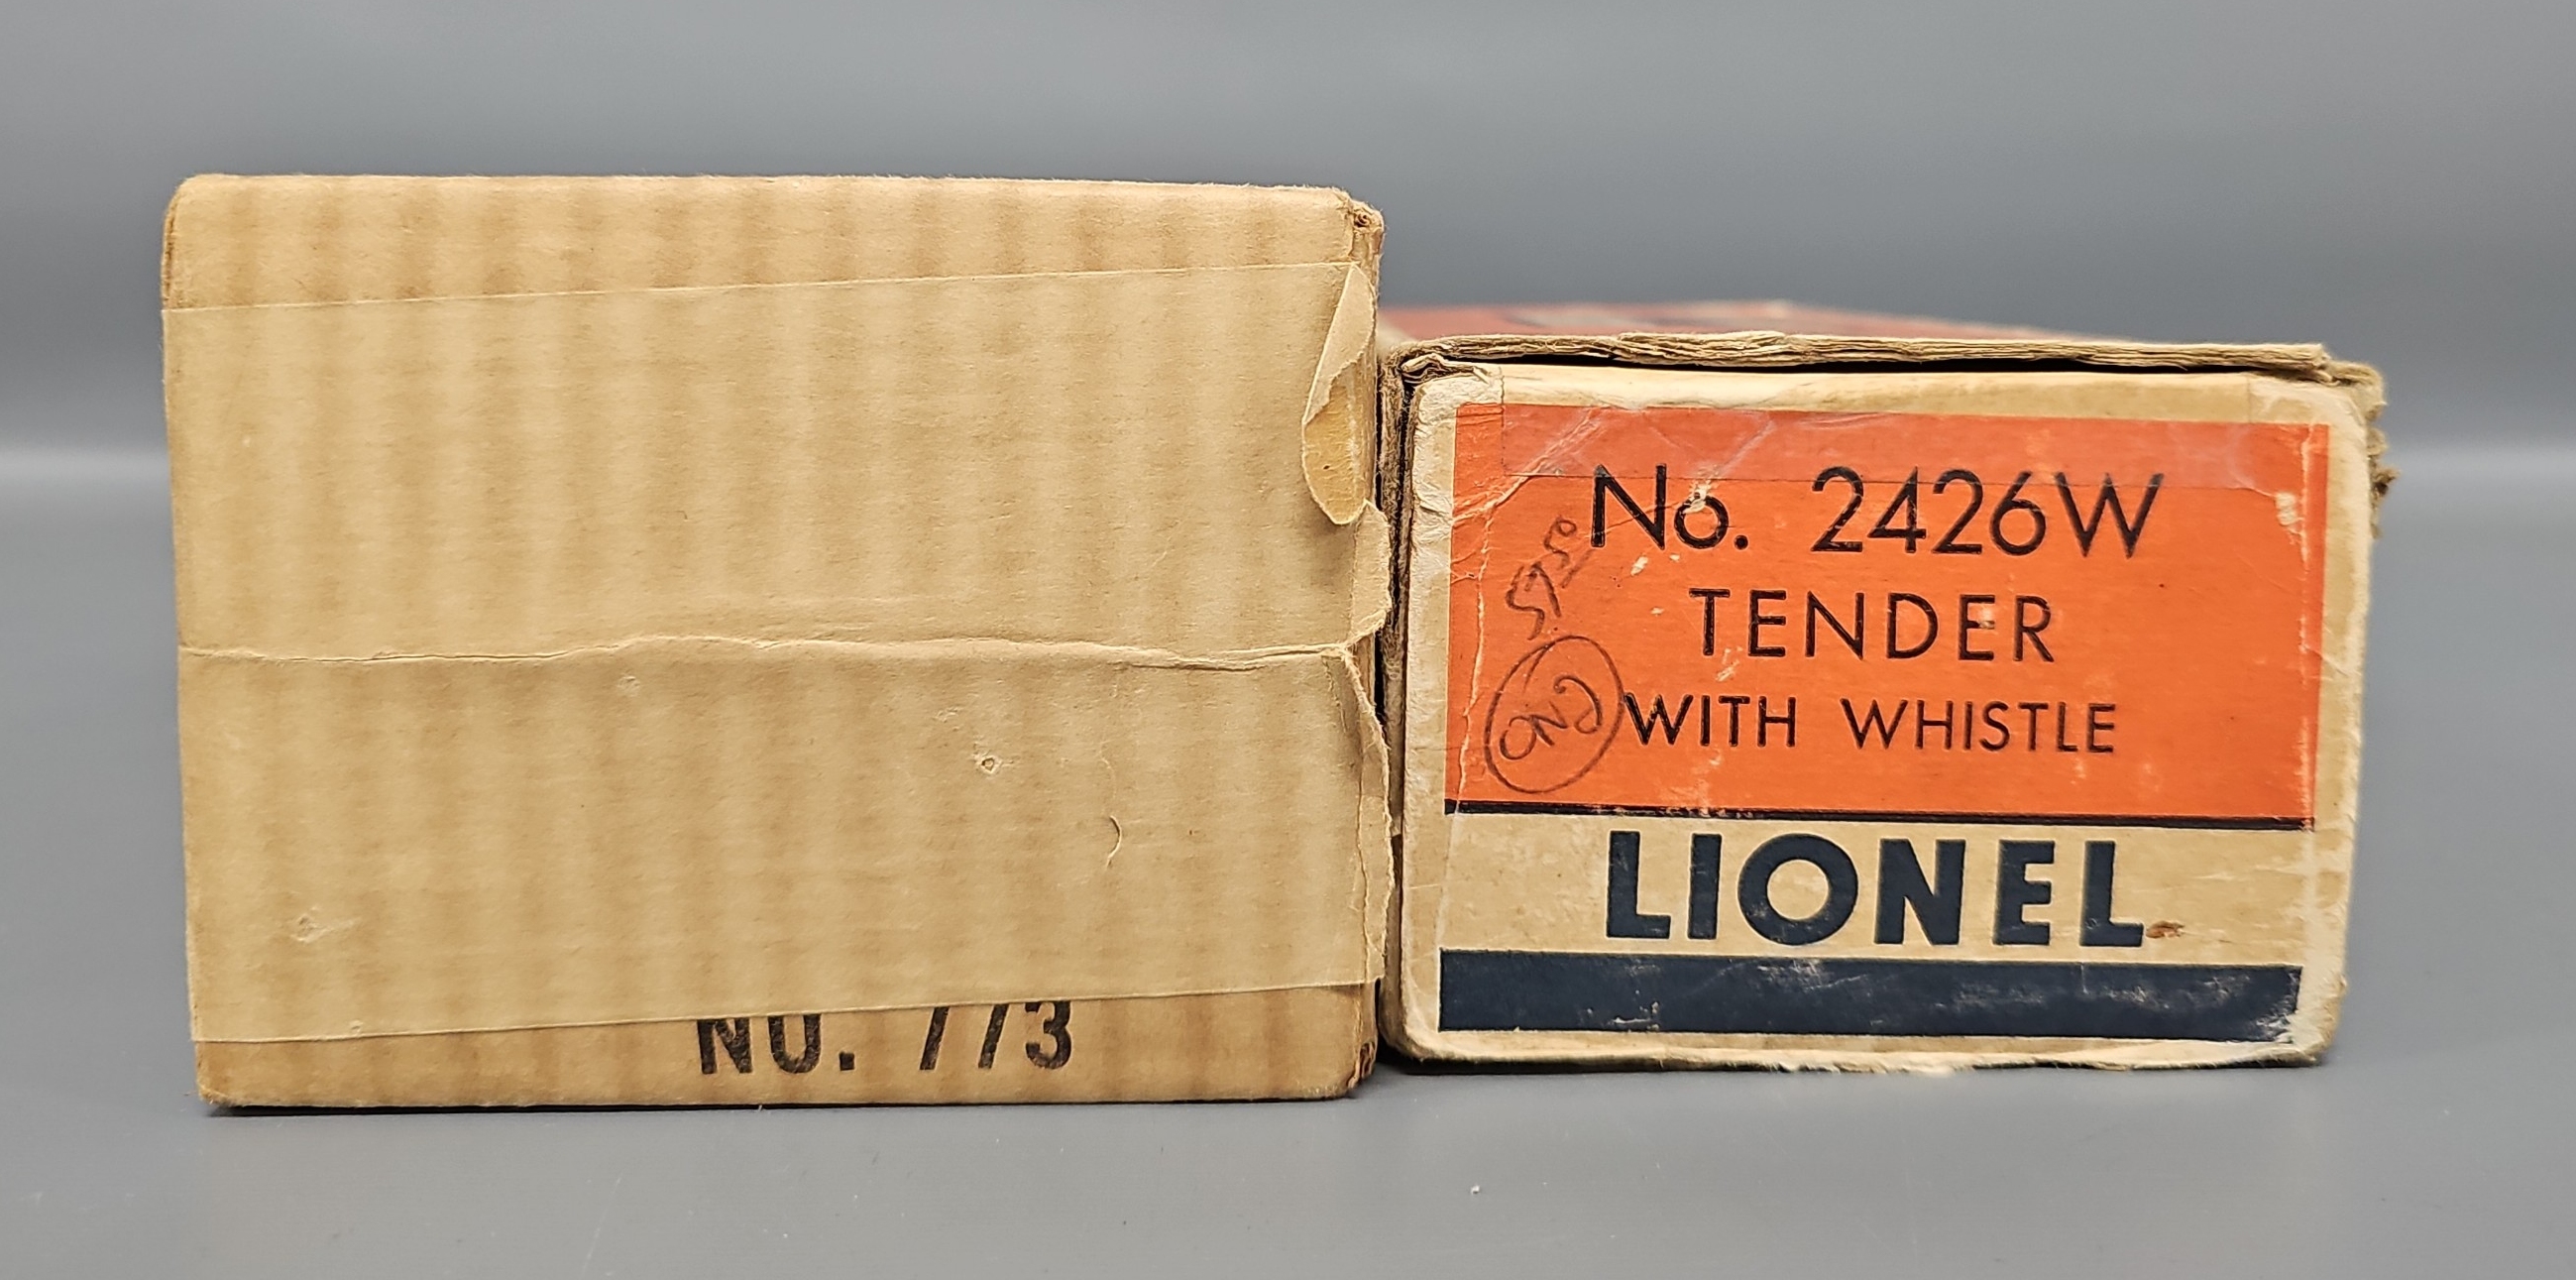 NO. 773
No. 2426W
TENDER
WITH WHISTLE
LIONEL